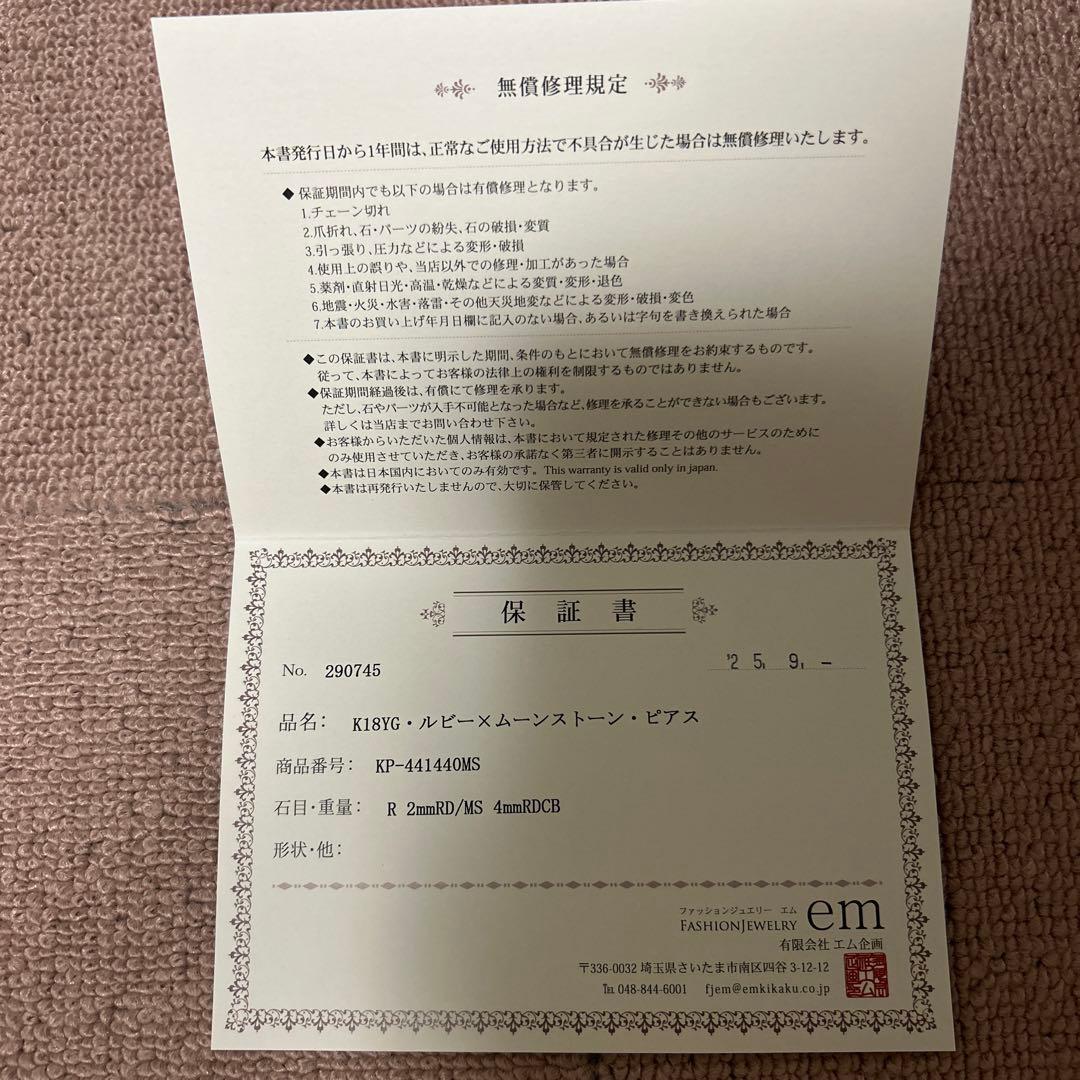 無償修理規定
本書発行日から1年間は、正常なご使用方法で不具合が生じた場合は無償修理いたします。
◆保証期間内でも以下の場合は有償修理となります。
1.チェーン切れ
2.爪折れ、石・パーツの紛失、石の破損・変質
3.引っ張り、圧力などによる変形・破損
4.使用上の誤りや、当店以外での修理・加工があった場合
5.薬剤・直射日光・高温・乾燥などによる変質・変形・退色
6.地震・火災・水害・落雷・その他天災地変などによる変形・破損・変色
7.本書のお買い上げ年月日欄に記入のない場合、あるいは字句を書き換えられた場合
◆この保証書は、本書に明示した期間、条件のもとにおいて無償修理をお約束するものです。
従って、本書によってお客様の法律上の権利を制限するものではありません。
◆保証期間経過後は、有償にて修理を承ります。
ただし、石やパーツが入手不可能となった場合など、修理を承ることができない場合もございます。
詳しくは当店までお問い合わせ下さい。
◆お客様からいただいた個人情報は、本書において規定された修理その他のサービスのために
のみ使用させていただき、お客様の承諾なく第三者に開示することはありません。
◆本書は日本国内においてのみ有効です。This warranty is valid only in japan.
◆本書は再発行いたしませんので、大切に保管してください。
保証書
No. 290745
'25, 9, -
品名： K18YG・ルビー×ムーンストーン・ピアス
商品番号： KP-441440MS
石目・重量： R 2mmRD/MS 4mmRDCB
形状・他：
ファッションジュエリー エム
FASHIONJEWELRY em
有限会社 エム企画
〒336-0032 埼玉県さいたま市南区四谷 3-12-12
TEL 048-844-6001 fjem@emkikaku.co.jp